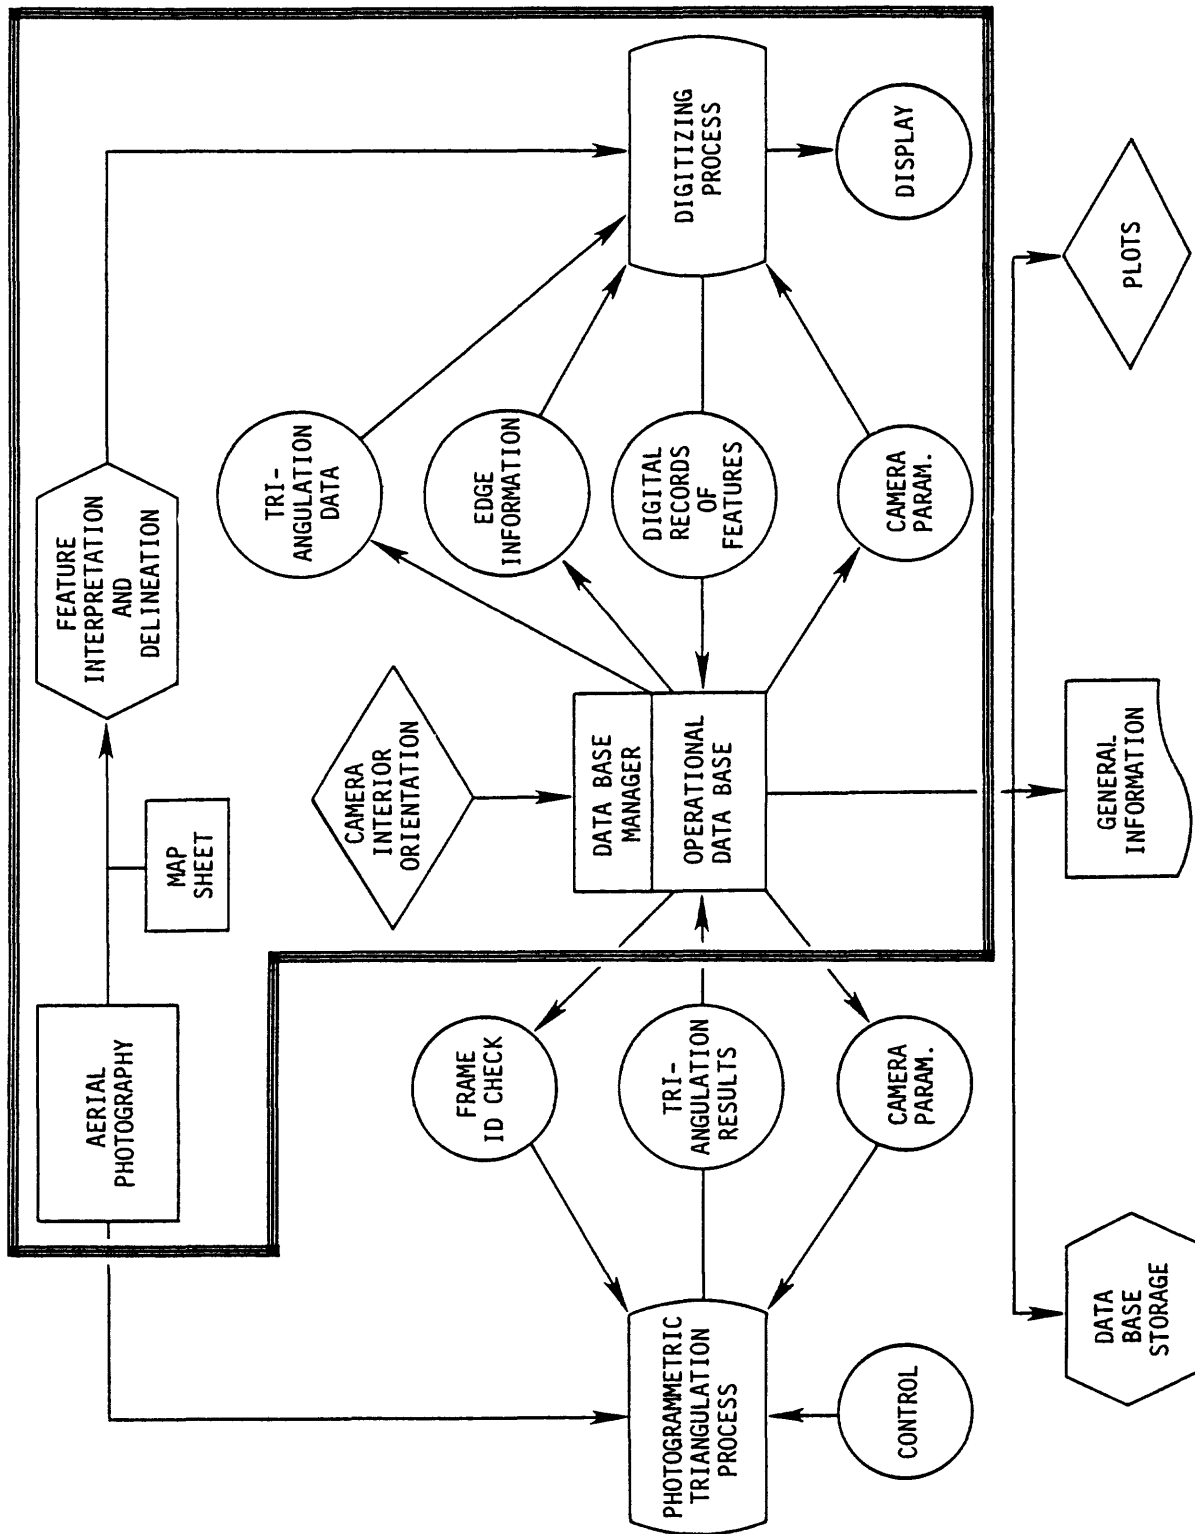 AERIAL
PHOTOGRAPHY
MAP
SHEET
FEATURE
INTERPRETATION
AND
DELINEATION
CAMERA
INTERIOR
ORIENTATION
TRI-
ANGULATION
DATA
FRAME
ID CHECK
EDGE
INFORMATION
DATA BASE
MANAGER
OPERATIONAL
DATA BASE
PHOTOGRAMMETRIC
TRIANGULATION
PROCESS
TRI-
ANGULATION
RESULTS
DIGITAL
RECORDS
OF
FEATURES
DIGITIZING
PROCESS
CONTROL
CAMERA
PARAM.
CAMERA
PARAM.
DISPLAY
DATA
BASE
STORAGE
GENERAL
INFORMATION
PLOTS